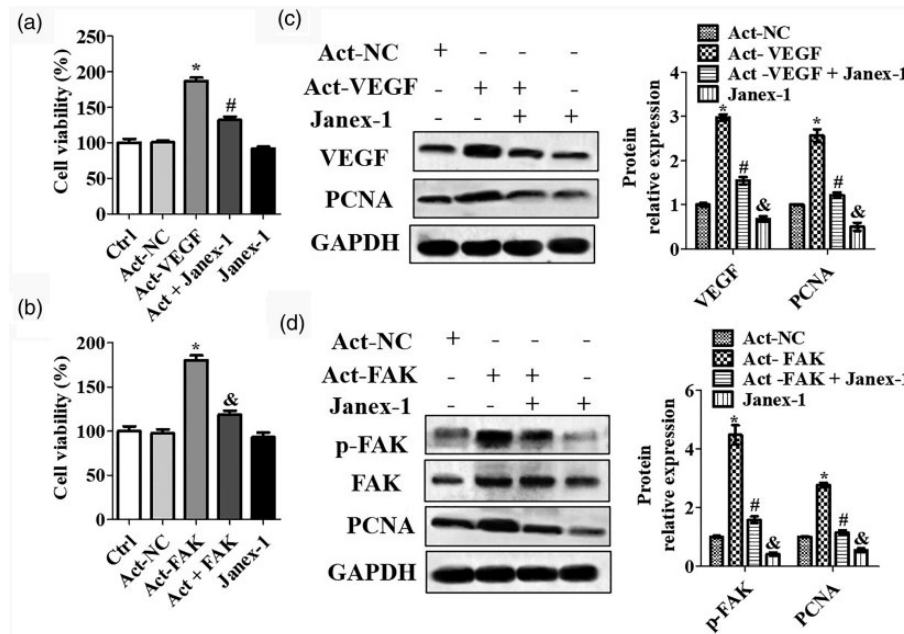 (a)
Cell viability (%)
250
200
150
100
50
0
*
#
Ctrl
Act-NC
Act-VEGF
Act + Janex-1
Janex-1
(b)
Cell viability (%)
200
150
100
50
0
*
&
Ctrl
Act-NC
Act-FAK
Act + FAK
Janex-1
(c)
Act-NC + - - -
Act-VEGF - + + -
Janex-1 - - + +
VEGF
PCNA
GAPDH
Act-NC
Act- VEGF
Act -VEGF + Janex-1
Janex-1
Protein
relative expression
4
3
2
1
0
* # &
* # &
VEGF
PCNA
(d)
Act-NC + - - -
Act-FAK - + + -
Janex-1 - - + +
p-FAK
FAK
PCNA
GAPDH
Act-NC
Act- FAK
Act -FAK + Janex-1
Janex-1
Protein
relative expression
6
4
2
0
* # &
* # &
p-FAK
PCNA